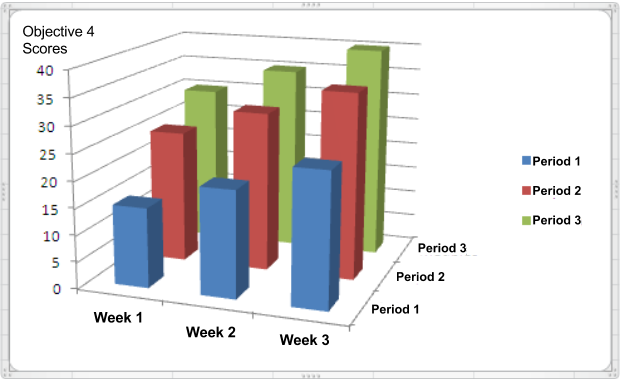 Objective 4
Scores
40
35
30
25
20
15
10
5
0
Week 1
Week 2
Week 3
Period 1
Period 2
Period 3
Period 1
Period 2
Period 3